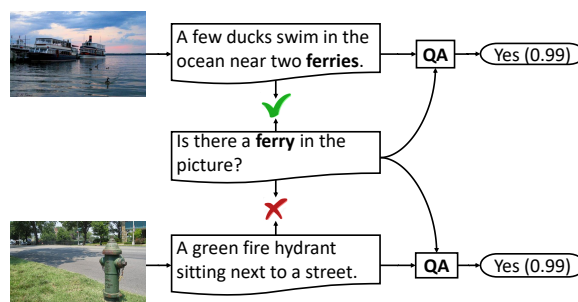 A few ducks swim in the
ocean near two ferries.
QA
Yes (0.99)
Is there a ferry in the
picture?
A green fire hydrant
sitting next to a street.
QA
Yes (0.99)